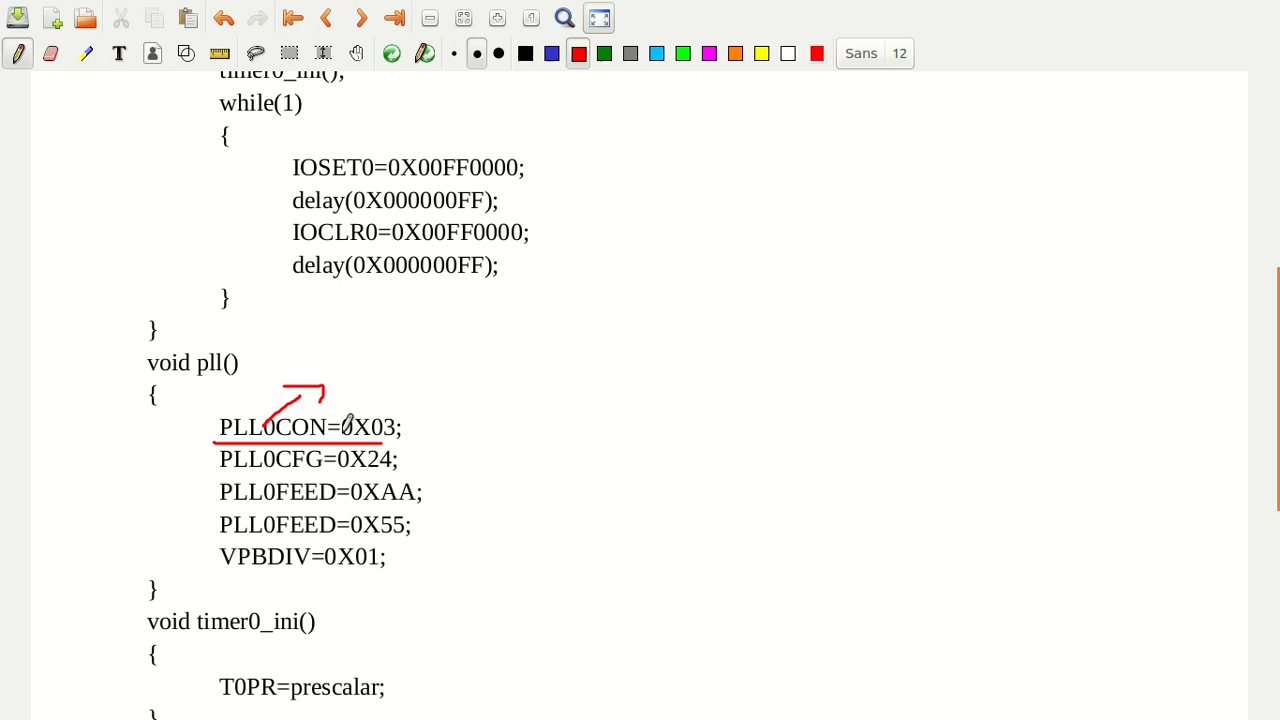 T
Sans 12
timer0_ini();
while(1)
{
IOSET0=0X00FF0000;
delay(0X000000FF);
IOCLR0=0X00FF0000;
delay(0X000000FF);
}
}
void pll()
{
PLL0CON=0X03;
PLL0CFG=0X24;
PLL0FEED=0XAA;
PLL0FEED=0X55;
VPBDIV=0X01;
}
void timer0_ini()
{
T0PR=prescalar;
}